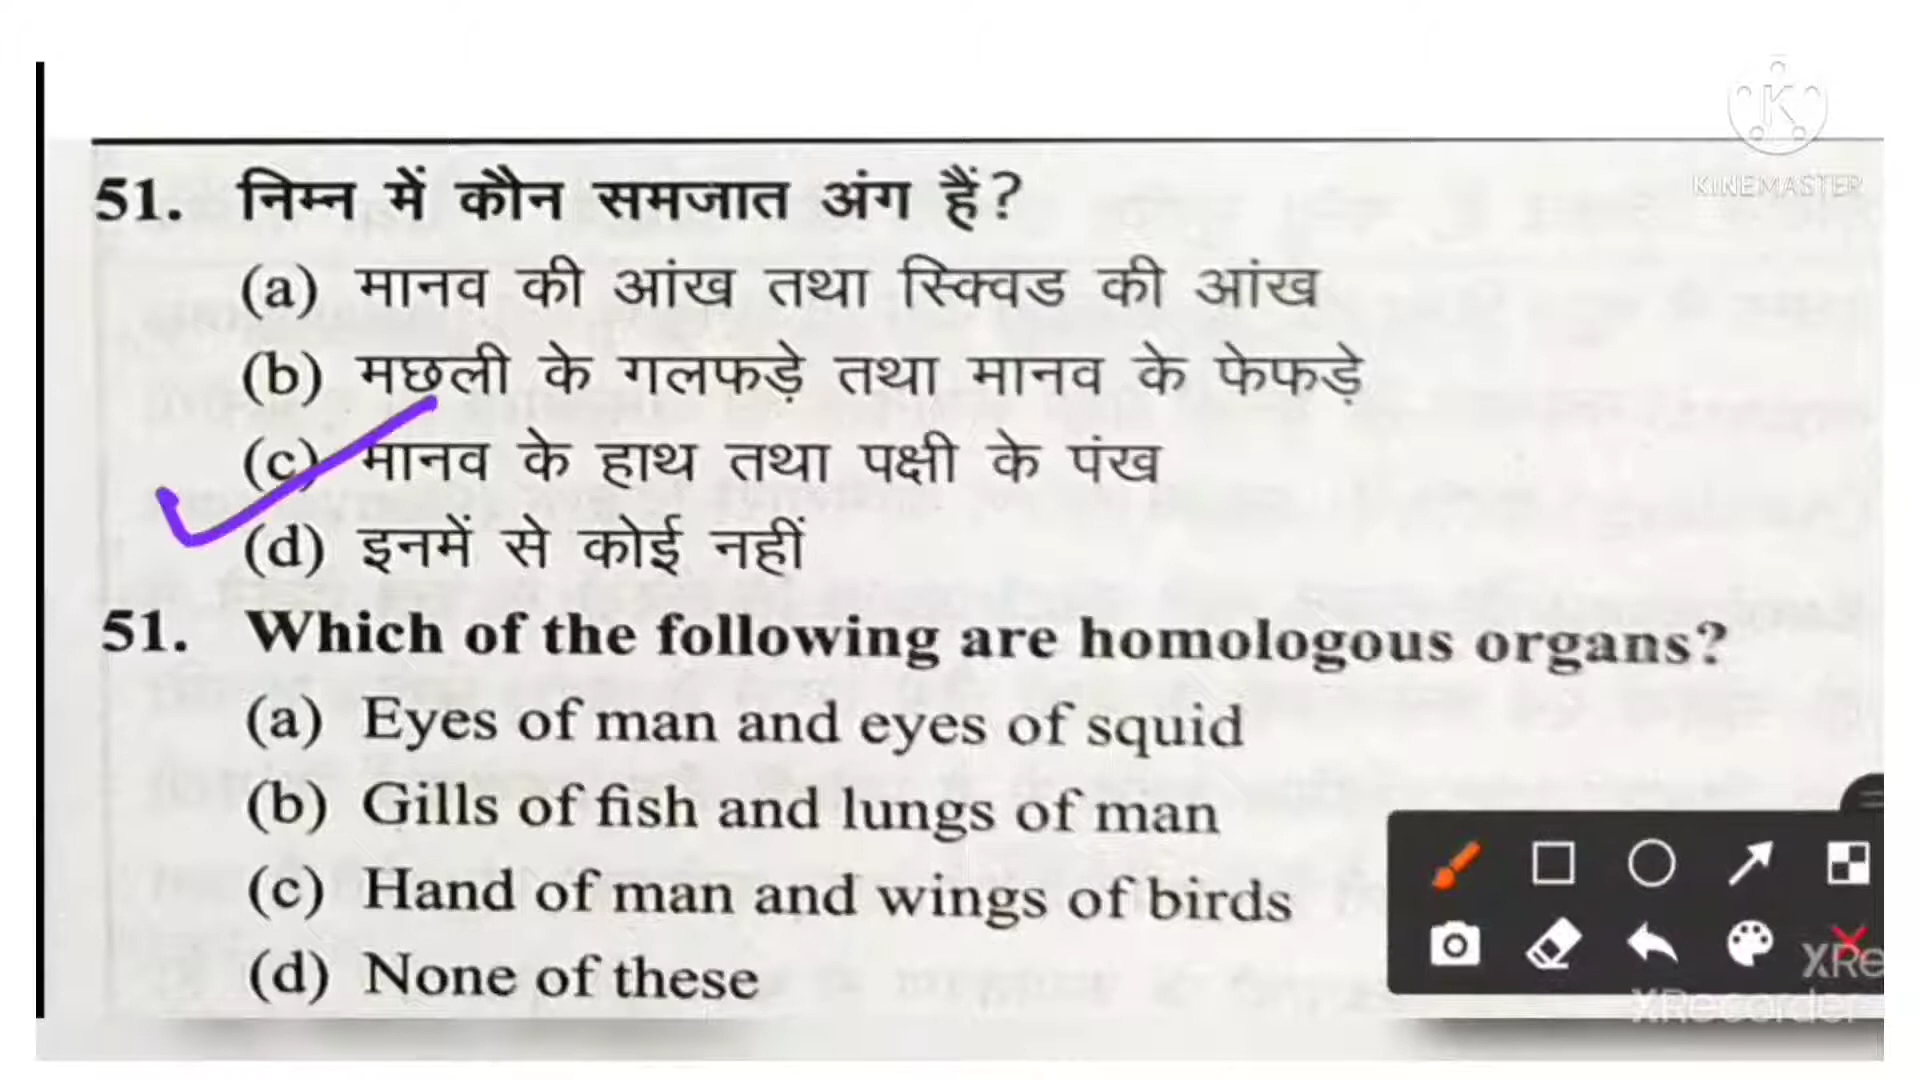 KINEMASTER
51. निम्न में कौन समजात अंग हैं?
(a) मानव की आंख तथा स्क्विड की आंख
(b) मछली के गलफड़े तथा मानव के फेफड़े
(c) मानव के हाथ तथा पक्षी के पंख
(d) इनमें से कोई नहीं
51. Which of the following are homologous organs?
(a) Eyes of man and eyes of squid
(b) Gills of fish and lungs of man
(c) Hand of man and wings of birds
(d) None of these
XRe
XRecorder